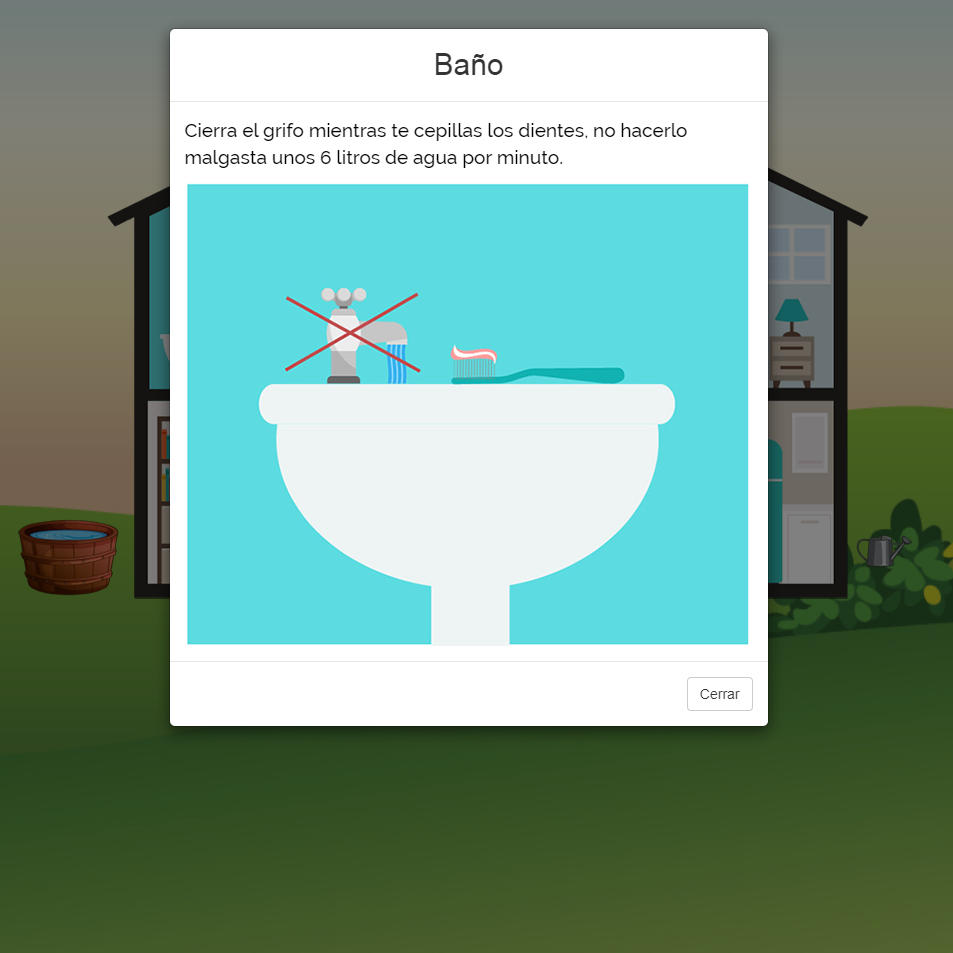 Baño
Cierra el grifo mientras te cepillas los dientes, no hacerlo
malgasta unos 6 litros de agua por minuto.
Cerrar